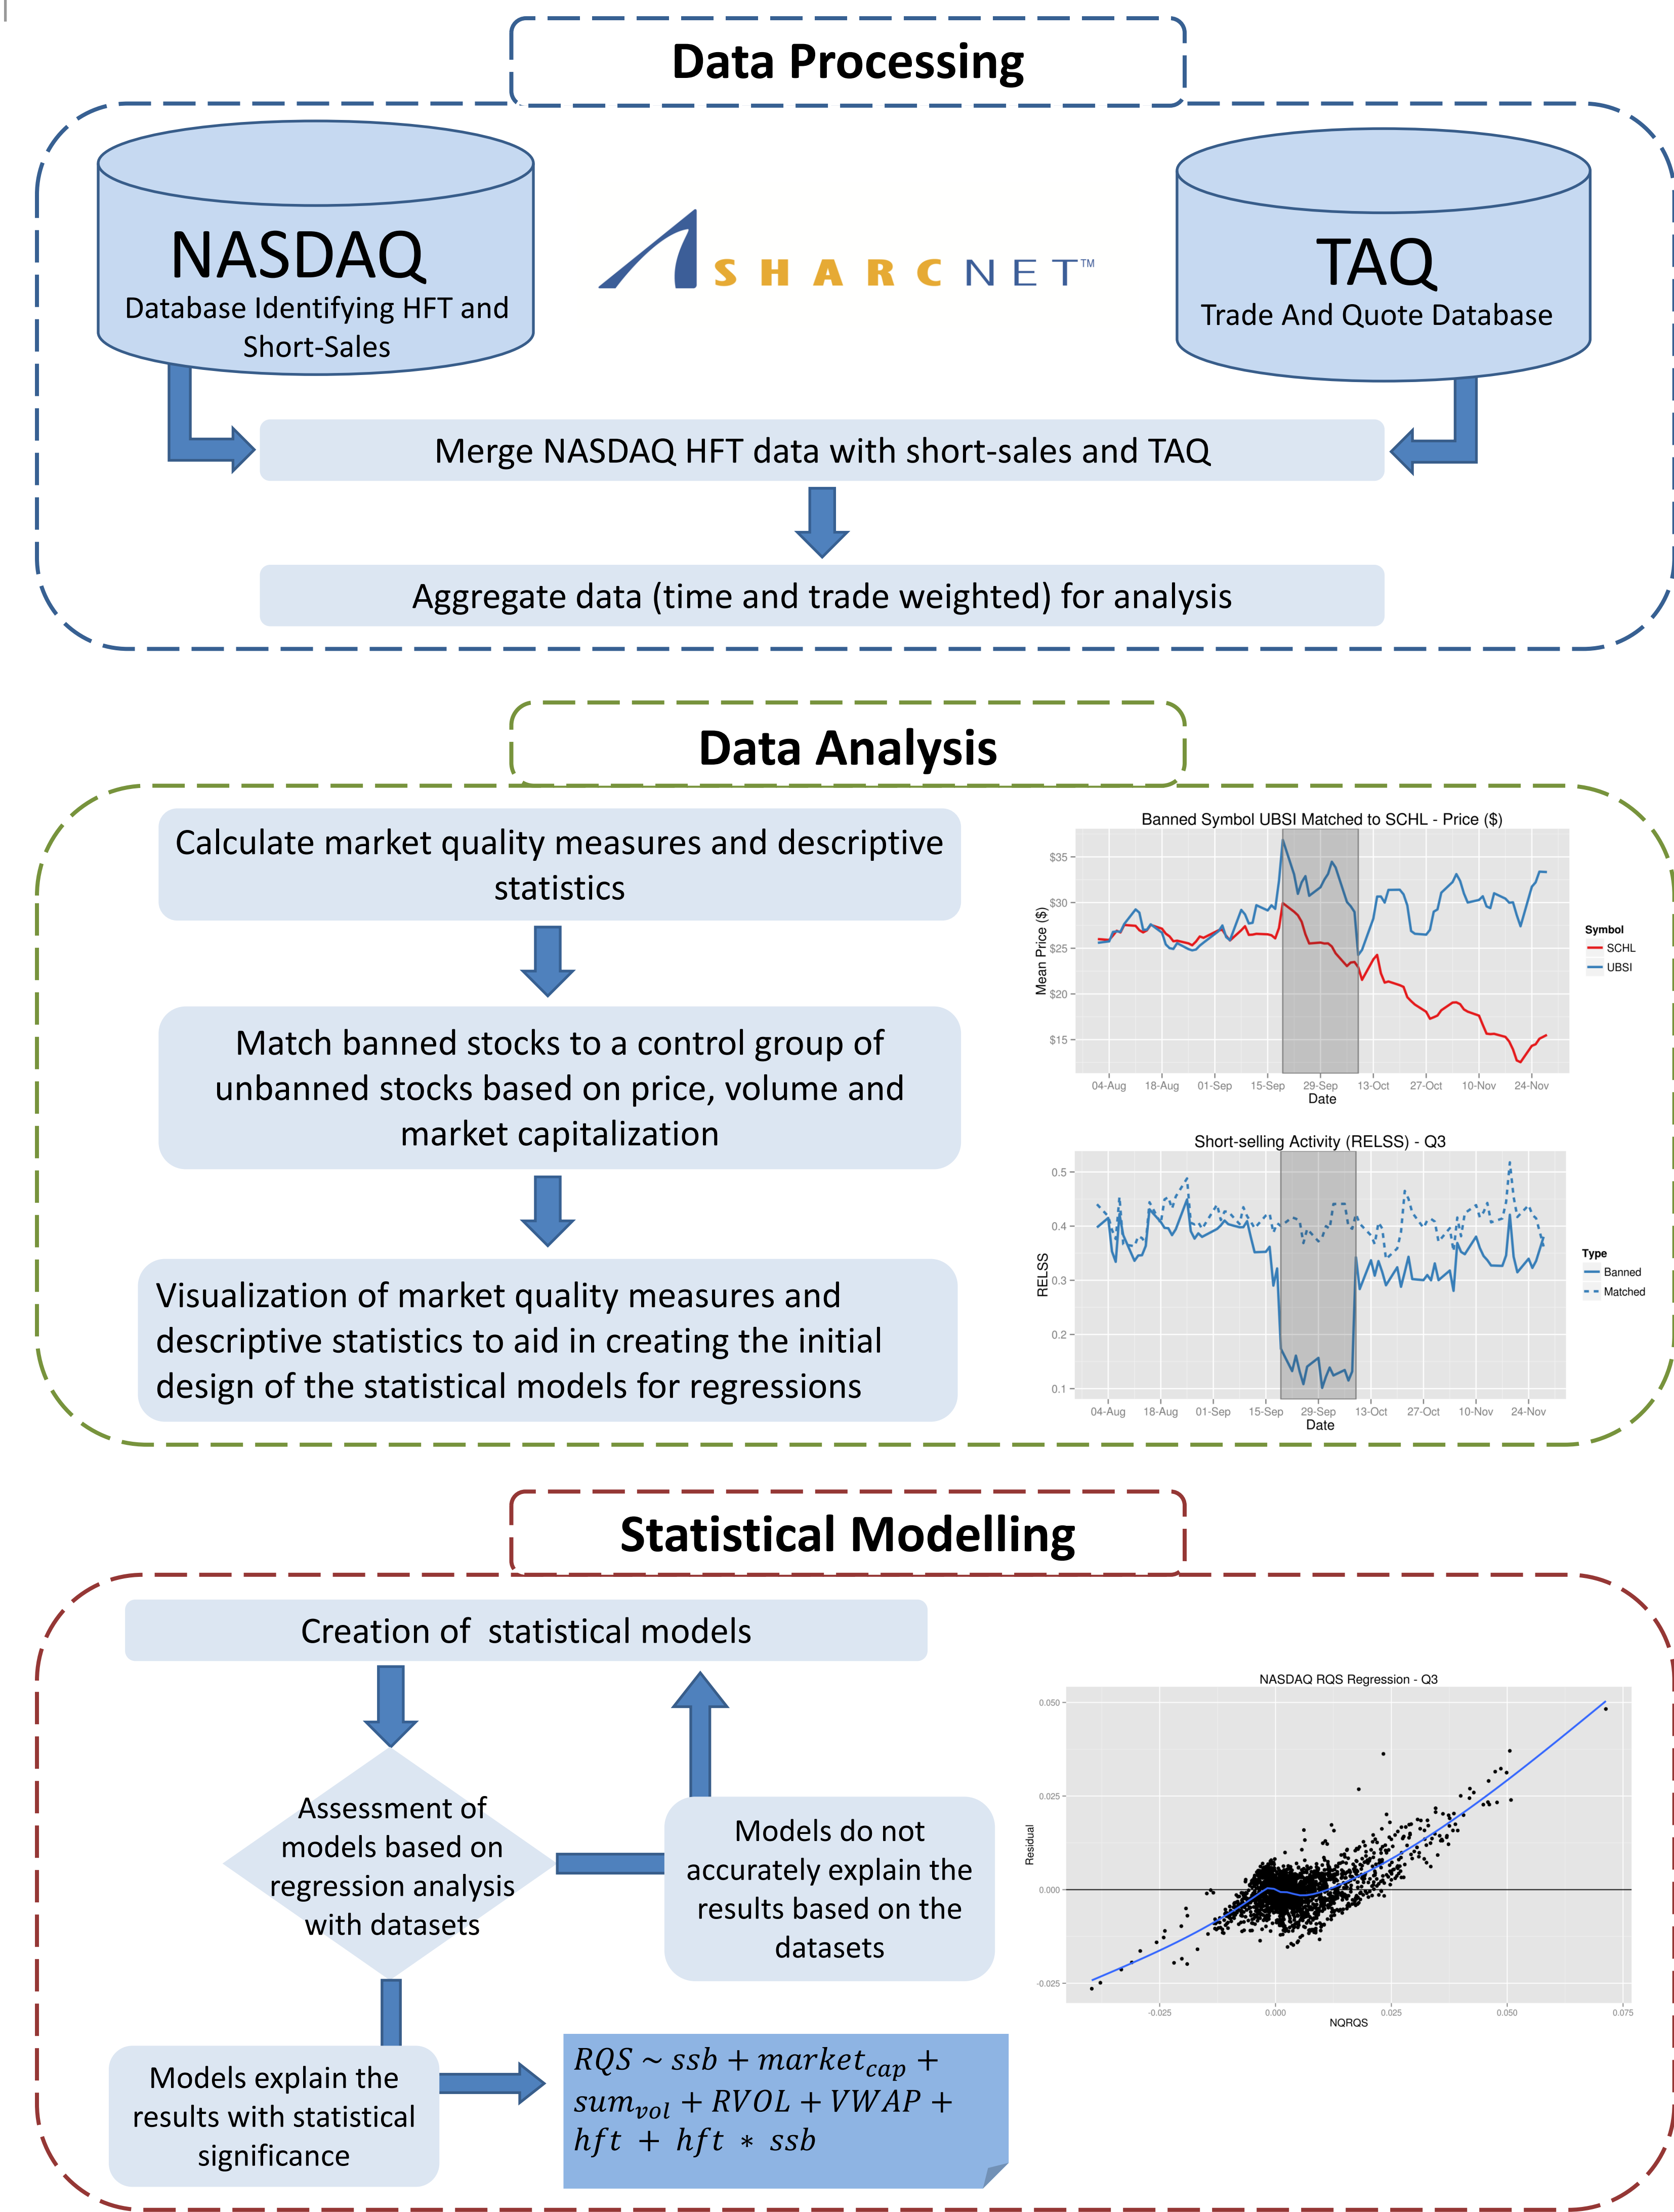 Data Processing
NASDAQ
Database Identifying HFT and
Short-Sales
SHARCNET™
TAQ
Trade And Quote Database
Merge NASDAQ HFT data with short-sales and TAQ
Aggregate data (time and trade weighted) for analysis
Data Analysis
Calculate market quality measures and descriptive
statistics
Match banned stocks to a control group of
unbanned stocks based on price, volume and
market capitalization
Visualization of market quality measures and
descriptive statistics to aid in creating the initial
design of the statistical models for regressions
Banned Symbol UBSI Matched to SCHL - Price ($)
Mean Price ($)
$35
$30
$25
$20
$15
04-Aug 18-Aug 01-Sep 15-Sep 29-Sep 13-Oct 27-Oct 10-Nov 24-Nov
Date
Symbol
SCHL
UBSI
Short-selling Activity (RELSS) - Q3
RELSS
0.5
0.4
0.3
0.2
0.1
04-Aug 18-Aug 01-Sep 15-Sep 29-Sep 13-Oct 27-Oct 10-Nov 24-Nov
Date
Type
Banned
Matched
Statistical Modelling
Creation of statistical models
Assessment of
models based on
regression analysis
with datasets
Models do not
accurately explain the
results based on the
datasets
Models explain the
results with statistical
significance
RQS ~ ssb + market_cap +
sum_vol + RVOL + VWAP +
hft + hft * ssb
NASDAQ RQS Regression - Q3
Residual
0.050
0.025
0.000
-0.025
-0.025 0.000 0.025 0.050 0.075
NQRQS